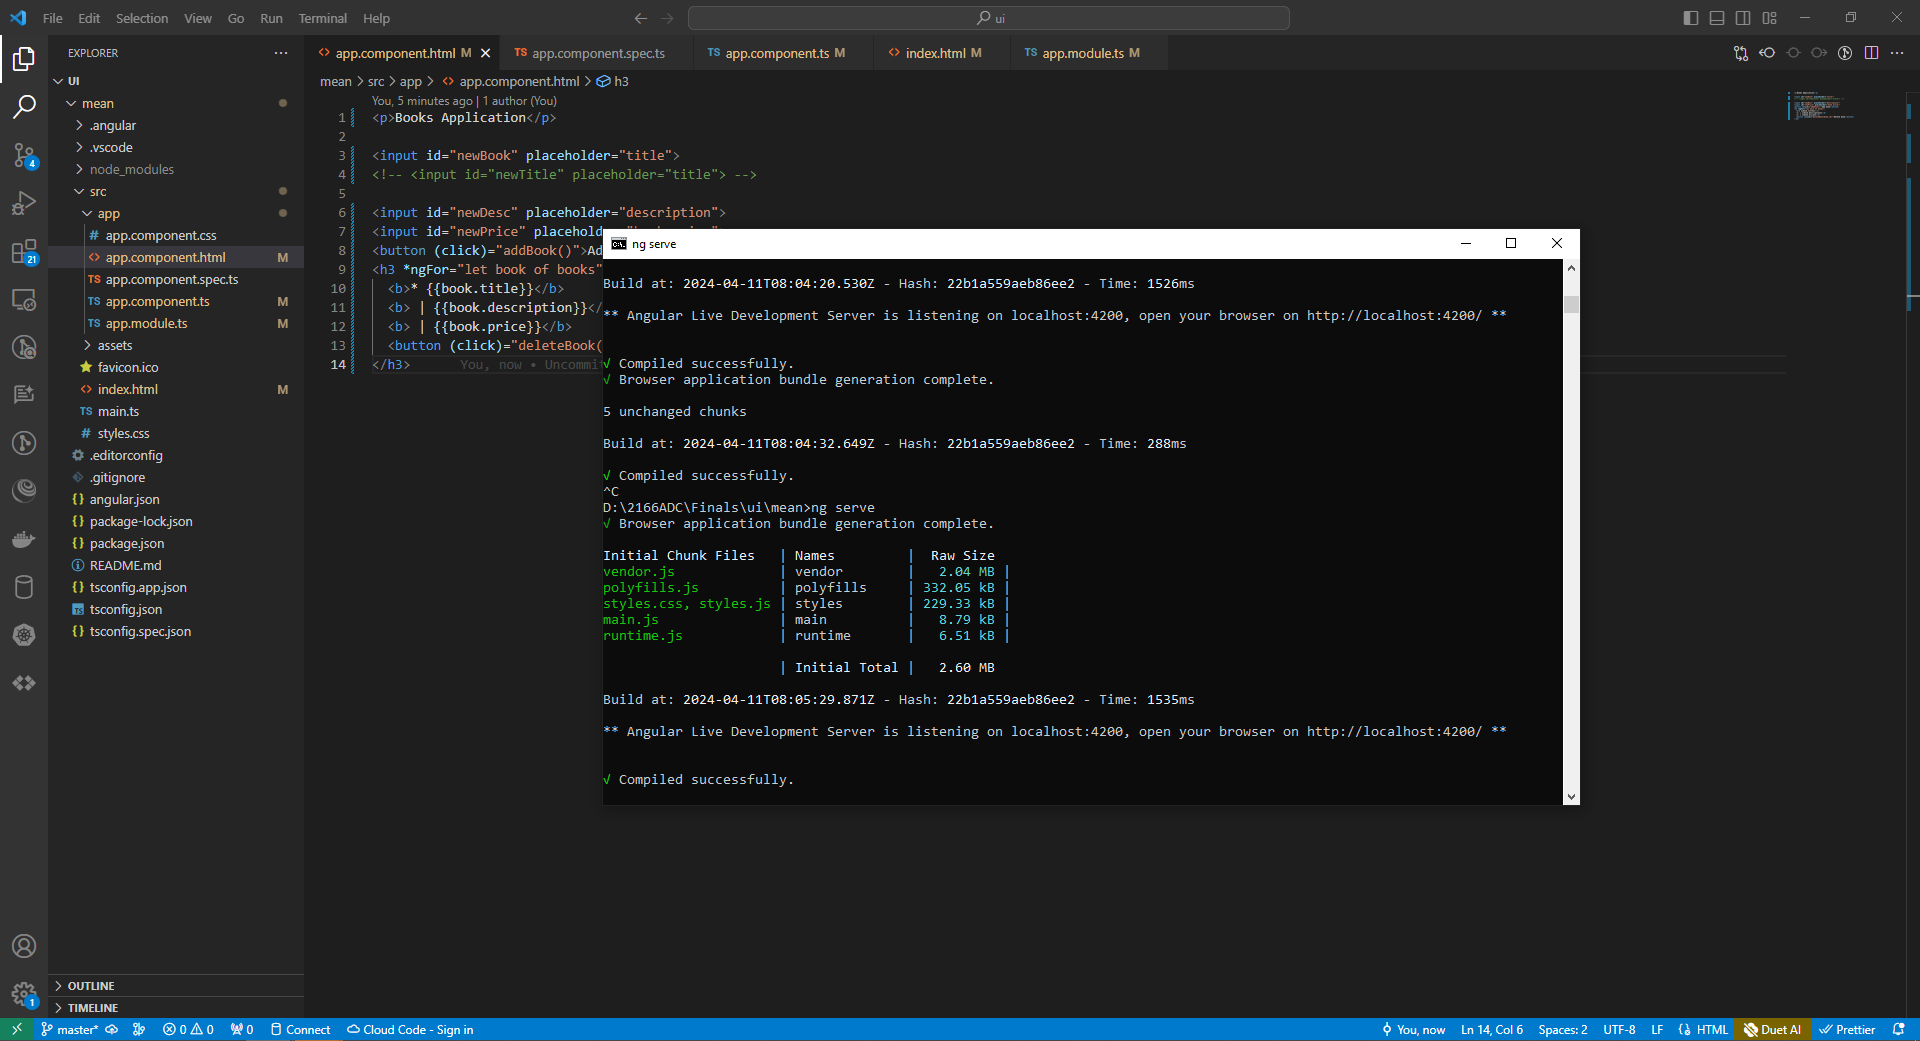 File Edit Selection View Go Run Terminal Help
ui
EXPLORER
app.component.html M
TS app.component.spec.ts
TS app.component.ts M
index.html M
TS app.module.ts M
UI
mean
.angular
.vscode
node_modules
src
app
# app.component.css
app.component.html M
TS app.component.spec.ts
TS app.component.ts M
TS app.module.ts M
assets
favicon.ico
index.html M
TS main.ts
# styles.css
.editorconfig
.gitignore
{} angular.json
{} package-lock.json
{} package.json
README.md
{} tsconfig.app.json
TS tsconfig.json
{} tsconfig.spec.json
OUTLINE
TIMELINE
4
21
1
mean > src > app > app.component.html > h3
You, 5 minutes ago | 1 author (You)
1 <p>Books Application</p>
2
3 <input id="newBook" placeholder="title">
4 <!-- <input id="newTitle" placeholder="title"> -->
5
6 <input id="newDesc" placeholder="description">
7 <input id="newPrice" placehold
8 <button (click)="addBook()">Ad
9 <h3 *ngFor="let book of books"
10 <b>* {{book.title}}</b>
11 <b> | {{book.description}}</
12 <b> | {{book.price}}</b>
13 <button (click)="deleteBook(
14 </h3> You, now • Uncommit
ng serve
Build at: 2024-04-11T08:04:20.530Z - Hash: 22b1a559aeb86ee2 - Time: 1526ms
** Angular Live Development Server is listening on localhost:4200, open your browser on http://localhost:4200/ **
√ Compiled successfully.
√ Browser application bundle generation complete.
5 unchanged chunks
Build at: 2024-04-11T08:04:32.649Z - Hash: 22b1a559aeb86ee2 - Time: 288ms
√ Compiled successfully.
^C
D:\2166ADC\Finals\ui\mean>ng serve
√ Browser application bundle generation complete.
Initial Chunk Files | Names | Raw Size
vendor.js | vendor | 2.04 MB |
polyfills.js | polyfills | 332.05 kB |
styles.css, styles.js | styles | 229.33 kB |
main.js | main | 8.79 kB |
runtime.js | runtime | 6.51 kB |
| Initial Total | 2.60 MB
Build at: 2024-04-11T08:05:29.871Z - Hash: 22b1a559aeb86ee2 - Time: 1535ms
** Angular Live Development Server is listening on localhost:4200, open your browser on http://localhost:4200/ **
√ Compiled successfully.
master* 0 0 0 Connect Cloud Code - Sign in
You, now Ln 14, Col 6 Spaces: 2 UTF-8 LF HTML Duet AI Prettier